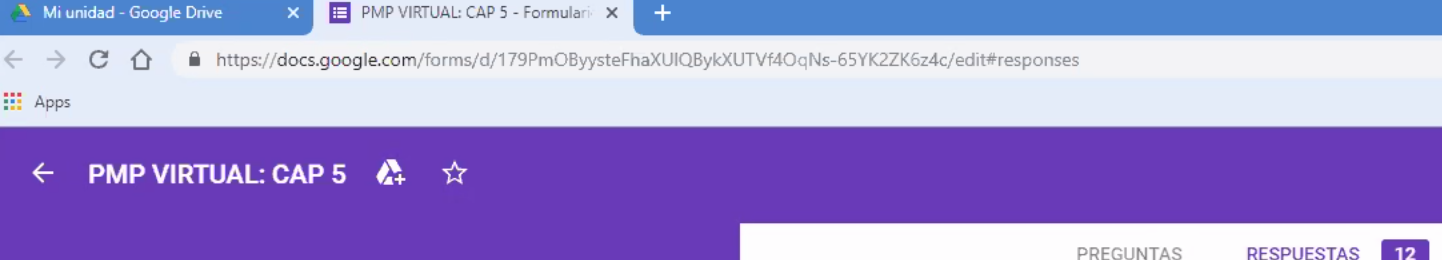 Mi unidad - Google Drive
PMP VIRTUAL: CAP 5 - Formulari
https://docs.google.com/forms/d/179PmOByysteFhaXUlQBykXUTVf4OqNs-65YK2ZK6z4c/edit#responses
Apps
PMP VIRTUAL: CAP 5
PREGUNTAS RESPUESTAS 12